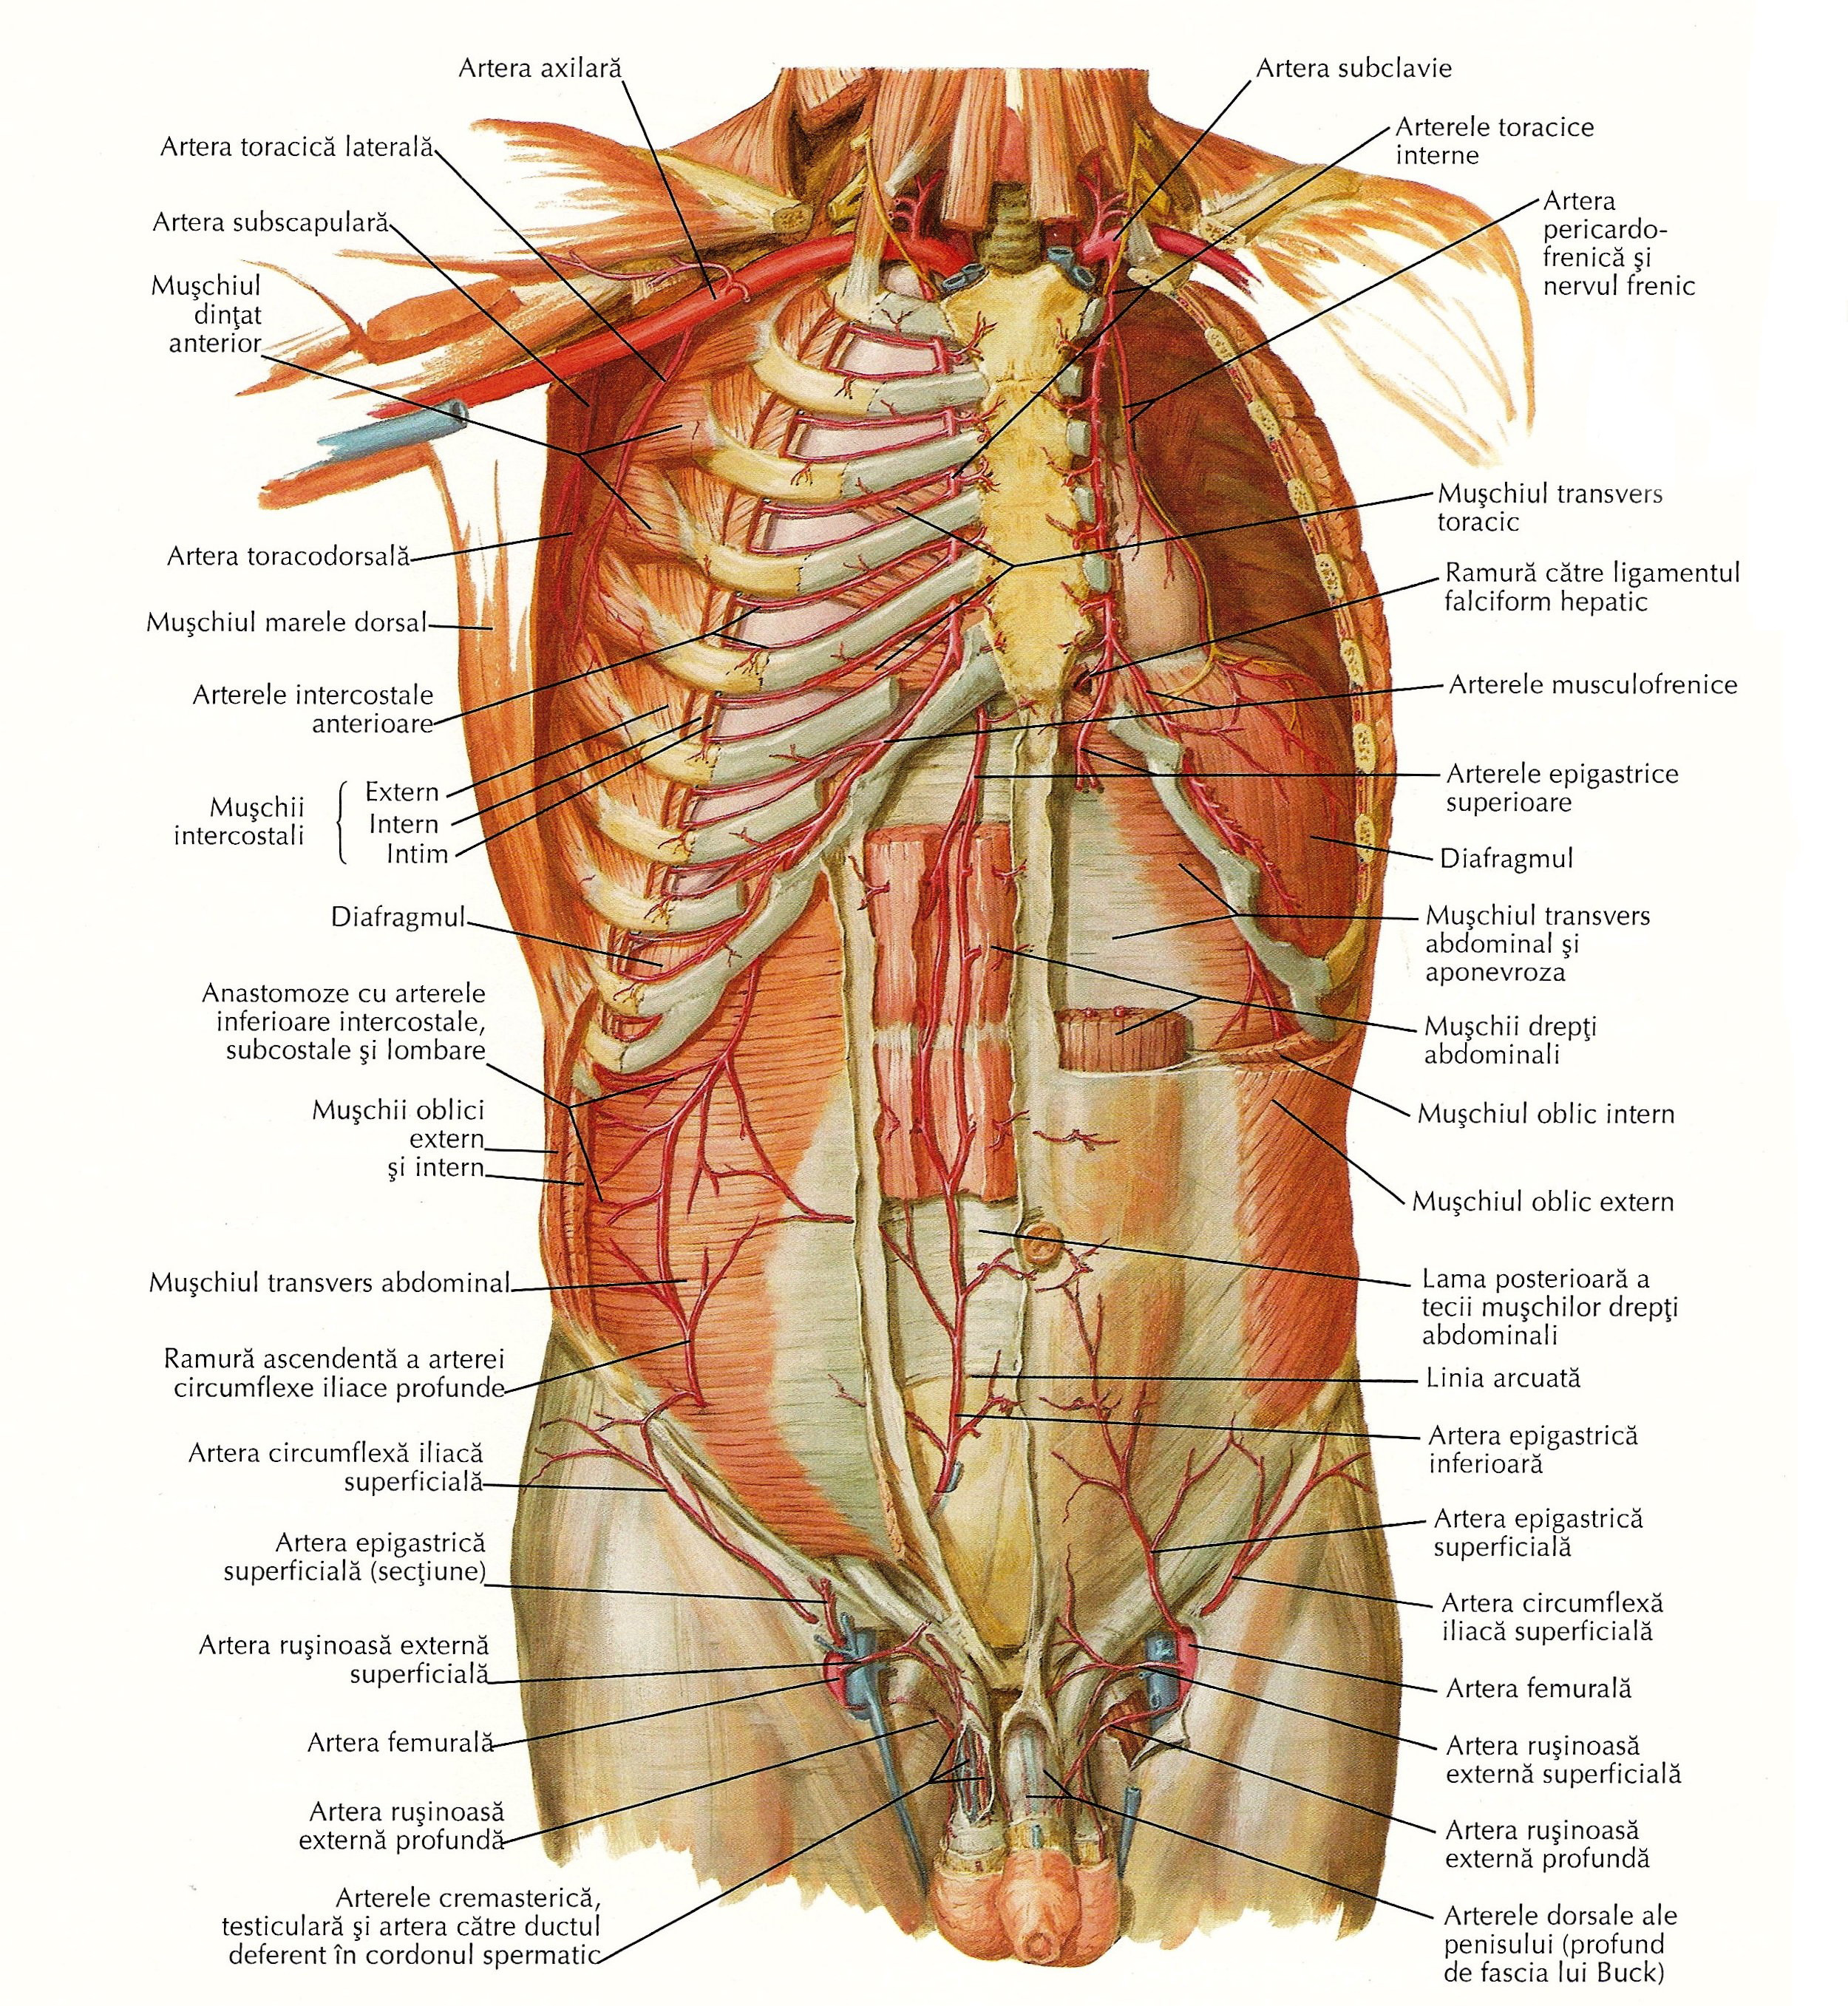 Artera axilară
Artera toracică laterală
Artera subscapulară
Muşchiul
dinţat
anterior
Artera toracodorsală
Muşchiul marele dorsal
Arterele intercostale
anterioare
Muşchii
intercostali
Extern
Intern
Intim
Diafragmul
Anastomoze cu arterele
inferioare intercostale,
subcostale şi lombare
Muşchii oblici
extern
şi intern
Muşchiul transvers abdominal
Ramură ascendentă a arterei
circumflexe iliace profunde
Artera circumflexă iliacă
superficială
Artera epigastrică
superficială (secţiune)
Artera ruşinoasă externă
superficială
Artera femurală
Artera ruşinoasă
externă profundă
Arterele cremasterică,
testiculară şi artera către ductul
deferent în cordonul spermatic
Artera subclavie
Arterele toracice
interne
Artera
pericardo-
frenică şi
nervul frenic
Muşchiul transvers
toracic
Ramură către ligamentul
falciform hepatic
Arterele musculofrenice
Arterele epigastrice
superioare
Diafragmul
Muşchiul transvers
abdominal şi
aponevroza
Muşchii drepţi
abdominali
Muşchiul oblic intern
Muşchiul oblic extern
Lama posterioară a
tecii muşchilor drepţi
abdominali
Linia arcuată
Artera epigastrică
inferioară
Artera epigastrică
superficială
Artera circumflexă
iliacă superficială
Artera femurală
Artera ruşinoasă
externă superficială
Artera ruşinoasă
externă profundă
Arterele dorsale ale
penisului (profund
de fascia lui Buck)